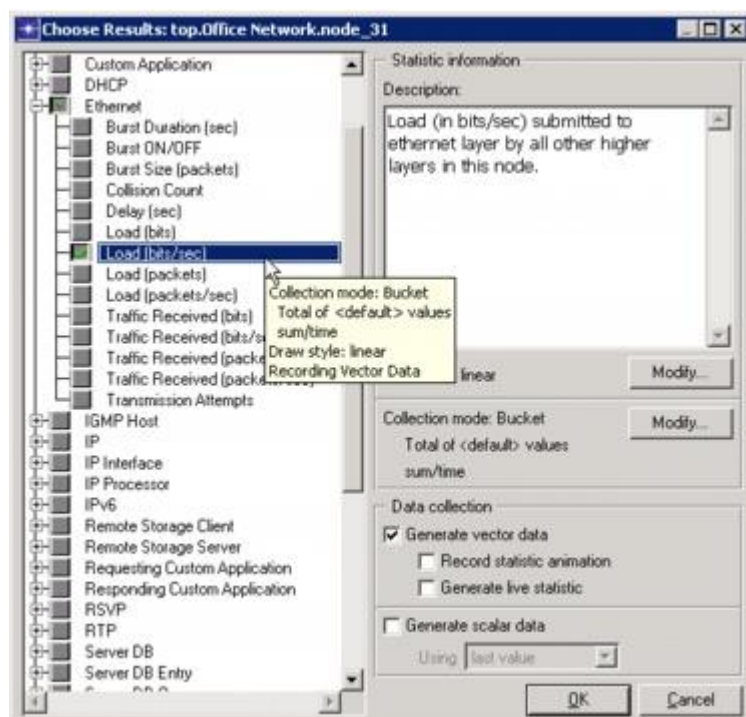 Choose Results: top.Office Network.node_31
Custom Application
DHCP
Ethernet
Burst Duration (sec)
Burst ON/OFF
Burst Size (packets)
Collision Count
Delay (sec)
Load (bits)
Load (bits/sec)
Load (packets)
Load (packets/sec)
Traffic Received (bits)
Traffic Received (bits/s
Traffic Received (packe
Traffic Received (packets/sec)
Transmission Attempts
IGMP Host
IP
IP Interface
IP Processor
IPv6
Remote Storage Client
Remote Storage Server
Requesting Custom Application
Responding Custom Application
RSVP
RTP
Server DB
Server DB Entry
Collection mode: Bucket
Total of <default> values
sum/time
Draw style: linear
Recording Vector Data
Statistic information
Description:
Load (in bits/sec) submitted to
ethernet layer by all other higher
layers in this node.
linear
Modify...
Collection mode: Bucket
Modify...
Total of <default> values
sum/time
Data collection
Generate vector data
Record statistic animation
Generate live statistic
Generate scalar data
Using last value
OK
Cancel